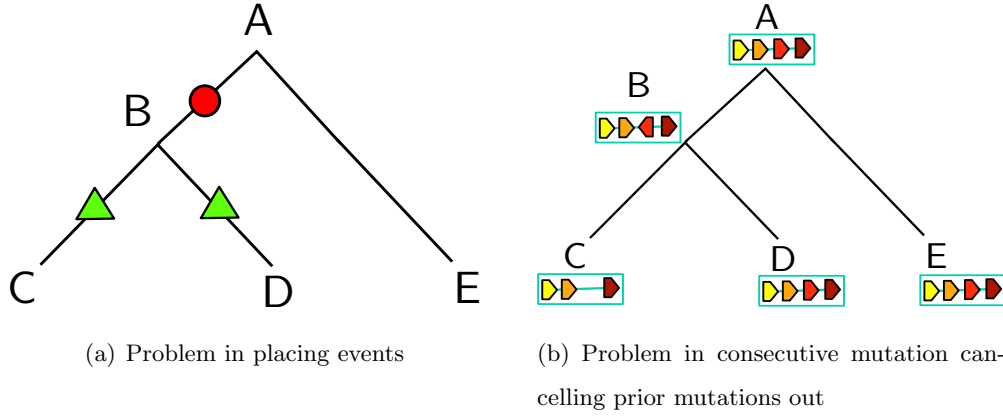 A
B
C
D
E
(a) Problem in placing events
A
B
C
D
E
(b) Problem in consecutive mutation can-
celling prior mutations out